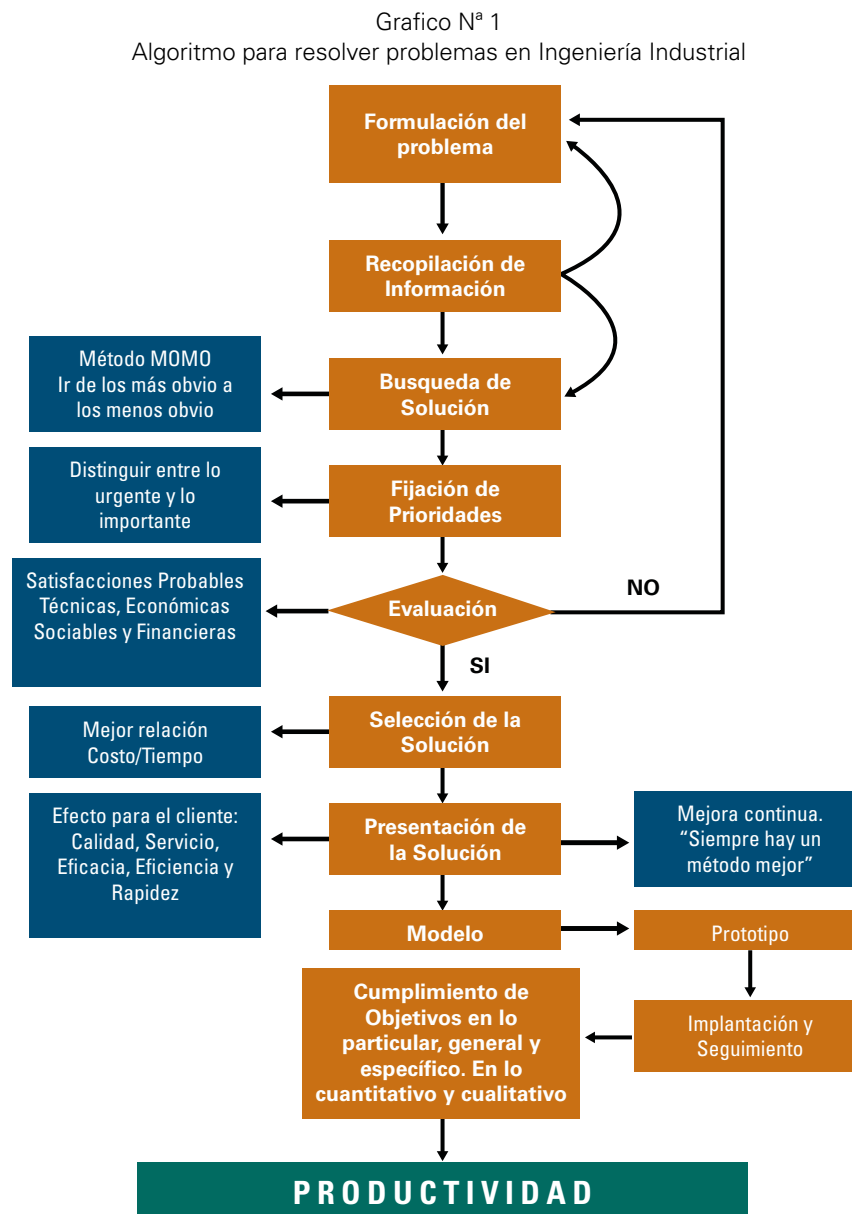 Grafico Nª 1
Algoritmo para resolver problemas en Ingeniería Industrial
Formulación del
problema
Recopilación de
Información
Método MOMO
Ir de los más obvio a
los menos obvio
Busqueda de
Solución
Distinguir entre lo
urgente y lo
importante
Fijación de
Prioridades
Satisfacciones Probables
Técnicas, Económicas
Sociables y Financieras
Evaluación
NO
SI
Mejor relación
Costo/Tiempo
Selección de la
Solución
Efecto para el cliente:
Calidad, Servicio,
Eficacia, Eficiencia y
Rapidez
Presentación de
la Solución
Mejora continua.
“Siempre hay un
método mejor”
Modelo
Prototipo
Implantación y
Seguimiento
Cumplimiento de
Objetivos en lo
particular, general y
específico. En lo
cuantitativo y cualitativo
PRODUCTIVIDAD